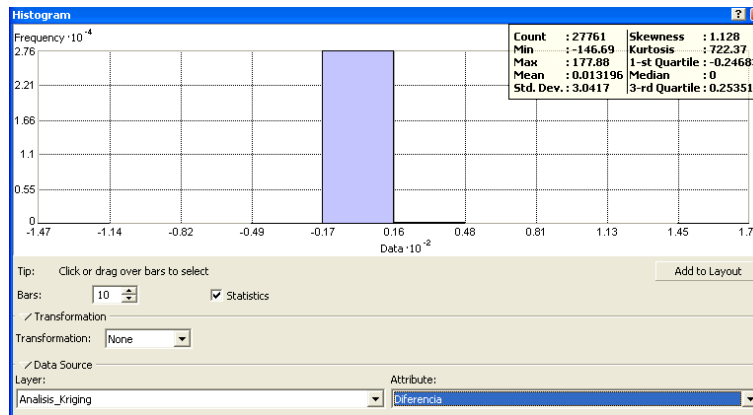 Histogram
Frequency ·10⁻⁴
Count : 27761 Skewness : 1.128
Min : -146.69 Kurtosis : 722.37
Max : 177.88 1-st Quartile : -0.2468
Mean : 0.013196 Median : 0
Std. Dev. : 3.0417 3-rd Quartile : 0.25351
2.76
2.21
1.66
1.1
0.55
0
-1.47 -1.14 -0.82 -0.49 -0.17 0.16 0.48 0.81 1.13 1.45 1.7
Data ·10⁻²
Tip: Click or drag over bars to select
Add to Layout
Bars: 10 Statistics
Transformation
Transformation: None
Data Source
Layer: Attribute:
Analisis_Kriging Diferencia